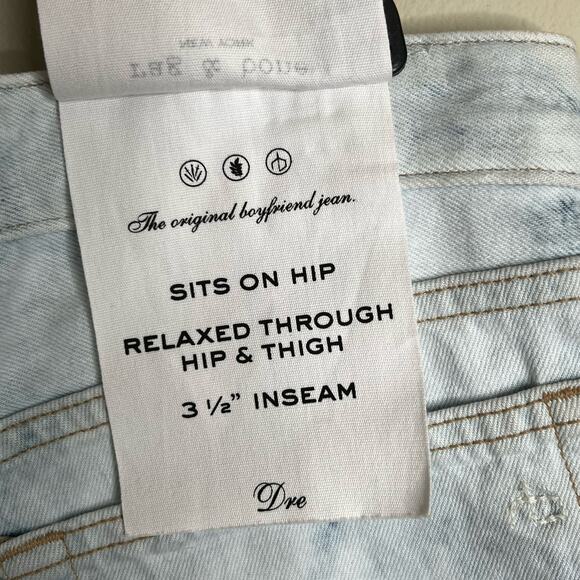 rag & bone
NEW YORK
The original boyfriend jean.
SITS ON HIP
RELAXED THROUGH
HIP & THIGH
3 1/2” INSEAM
Dre